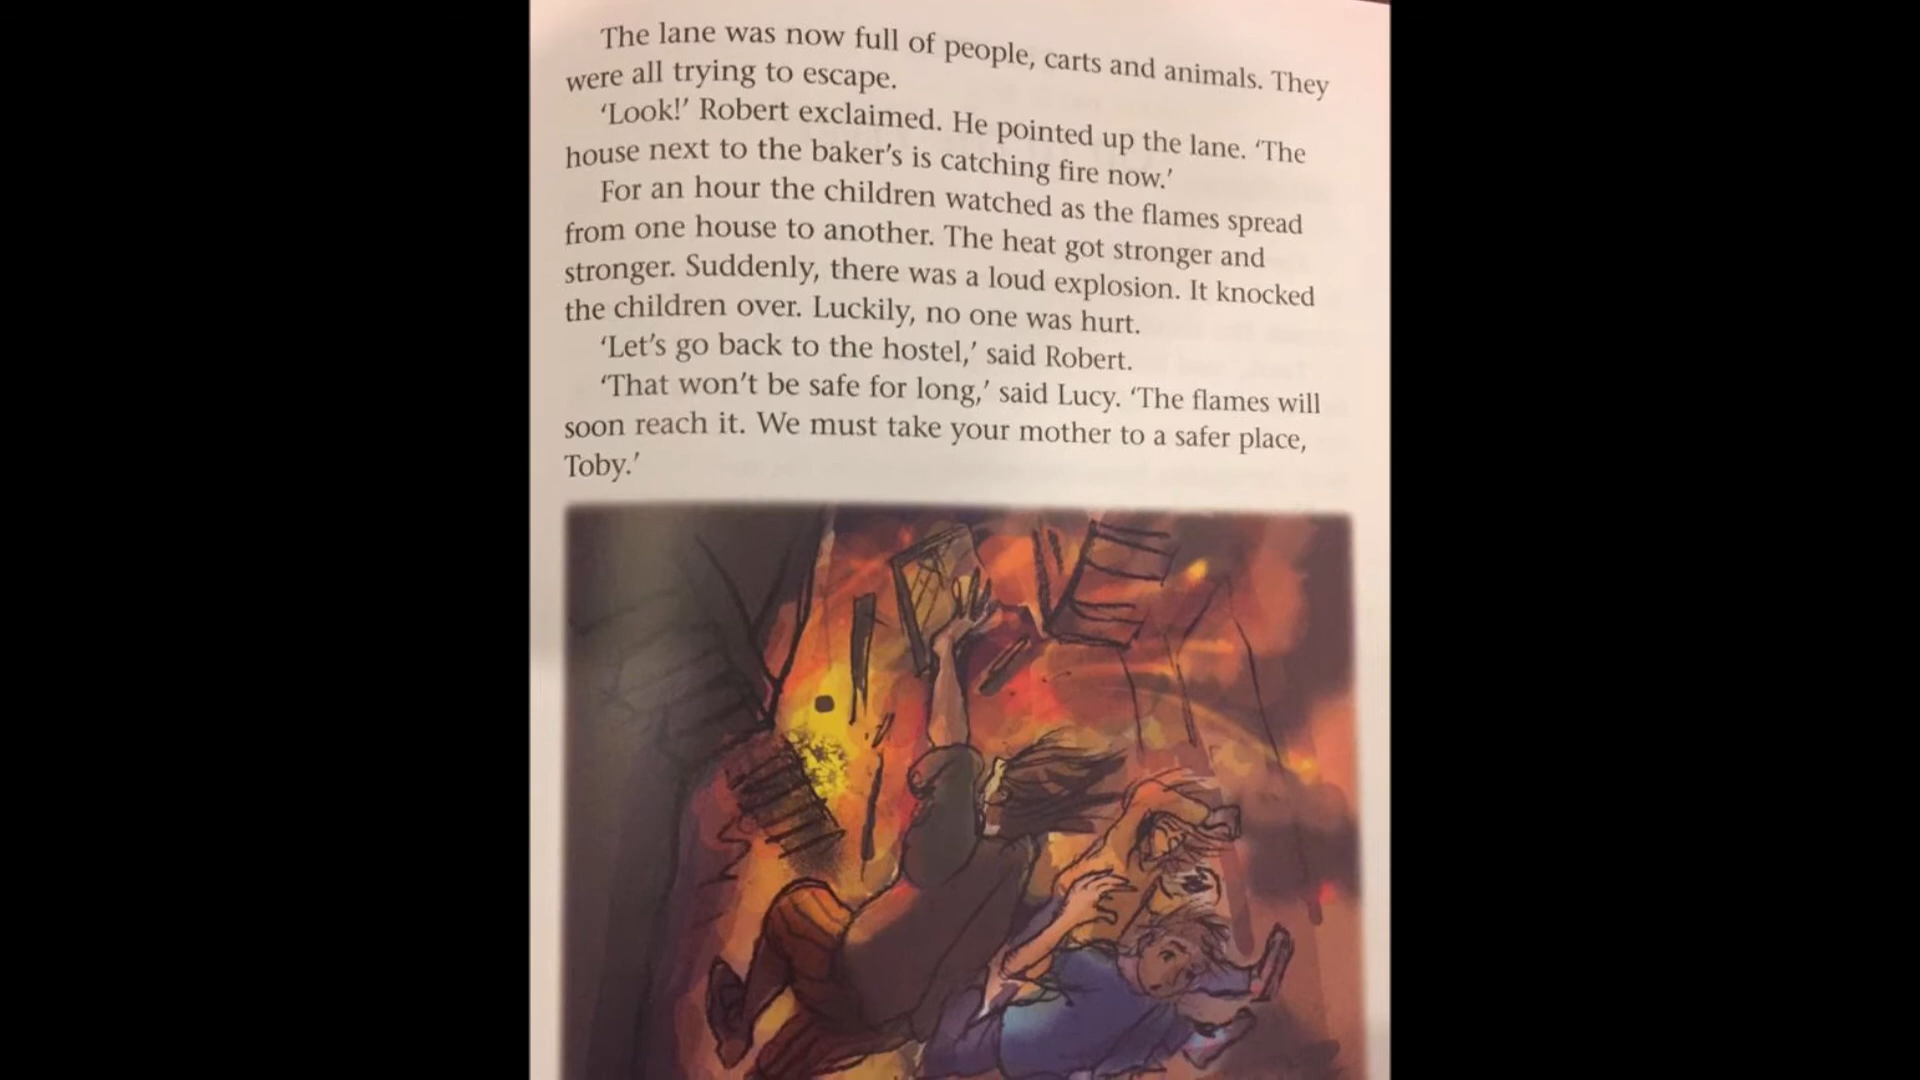 The lane was now full of people, carts and animals. They
were all trying to escape.
‘Look!’ Robert exclaimed. He pointed up the lane. ‘The
house next to the baker’s is catching fire now.’
For an hour the children watched as the flames spread
from one house to another. The heat got stronger and
stronger. Suddenly, there was a loud explosion. It knocked
the children over. Luckily, no one was hurt.
‘Let’s go back to the hostel,’ said Robert.
‘That won’t be safe for long,’ said Lucy. ‘The flames will
soon reach it. We must take your mother to a safer place,
Toby.’